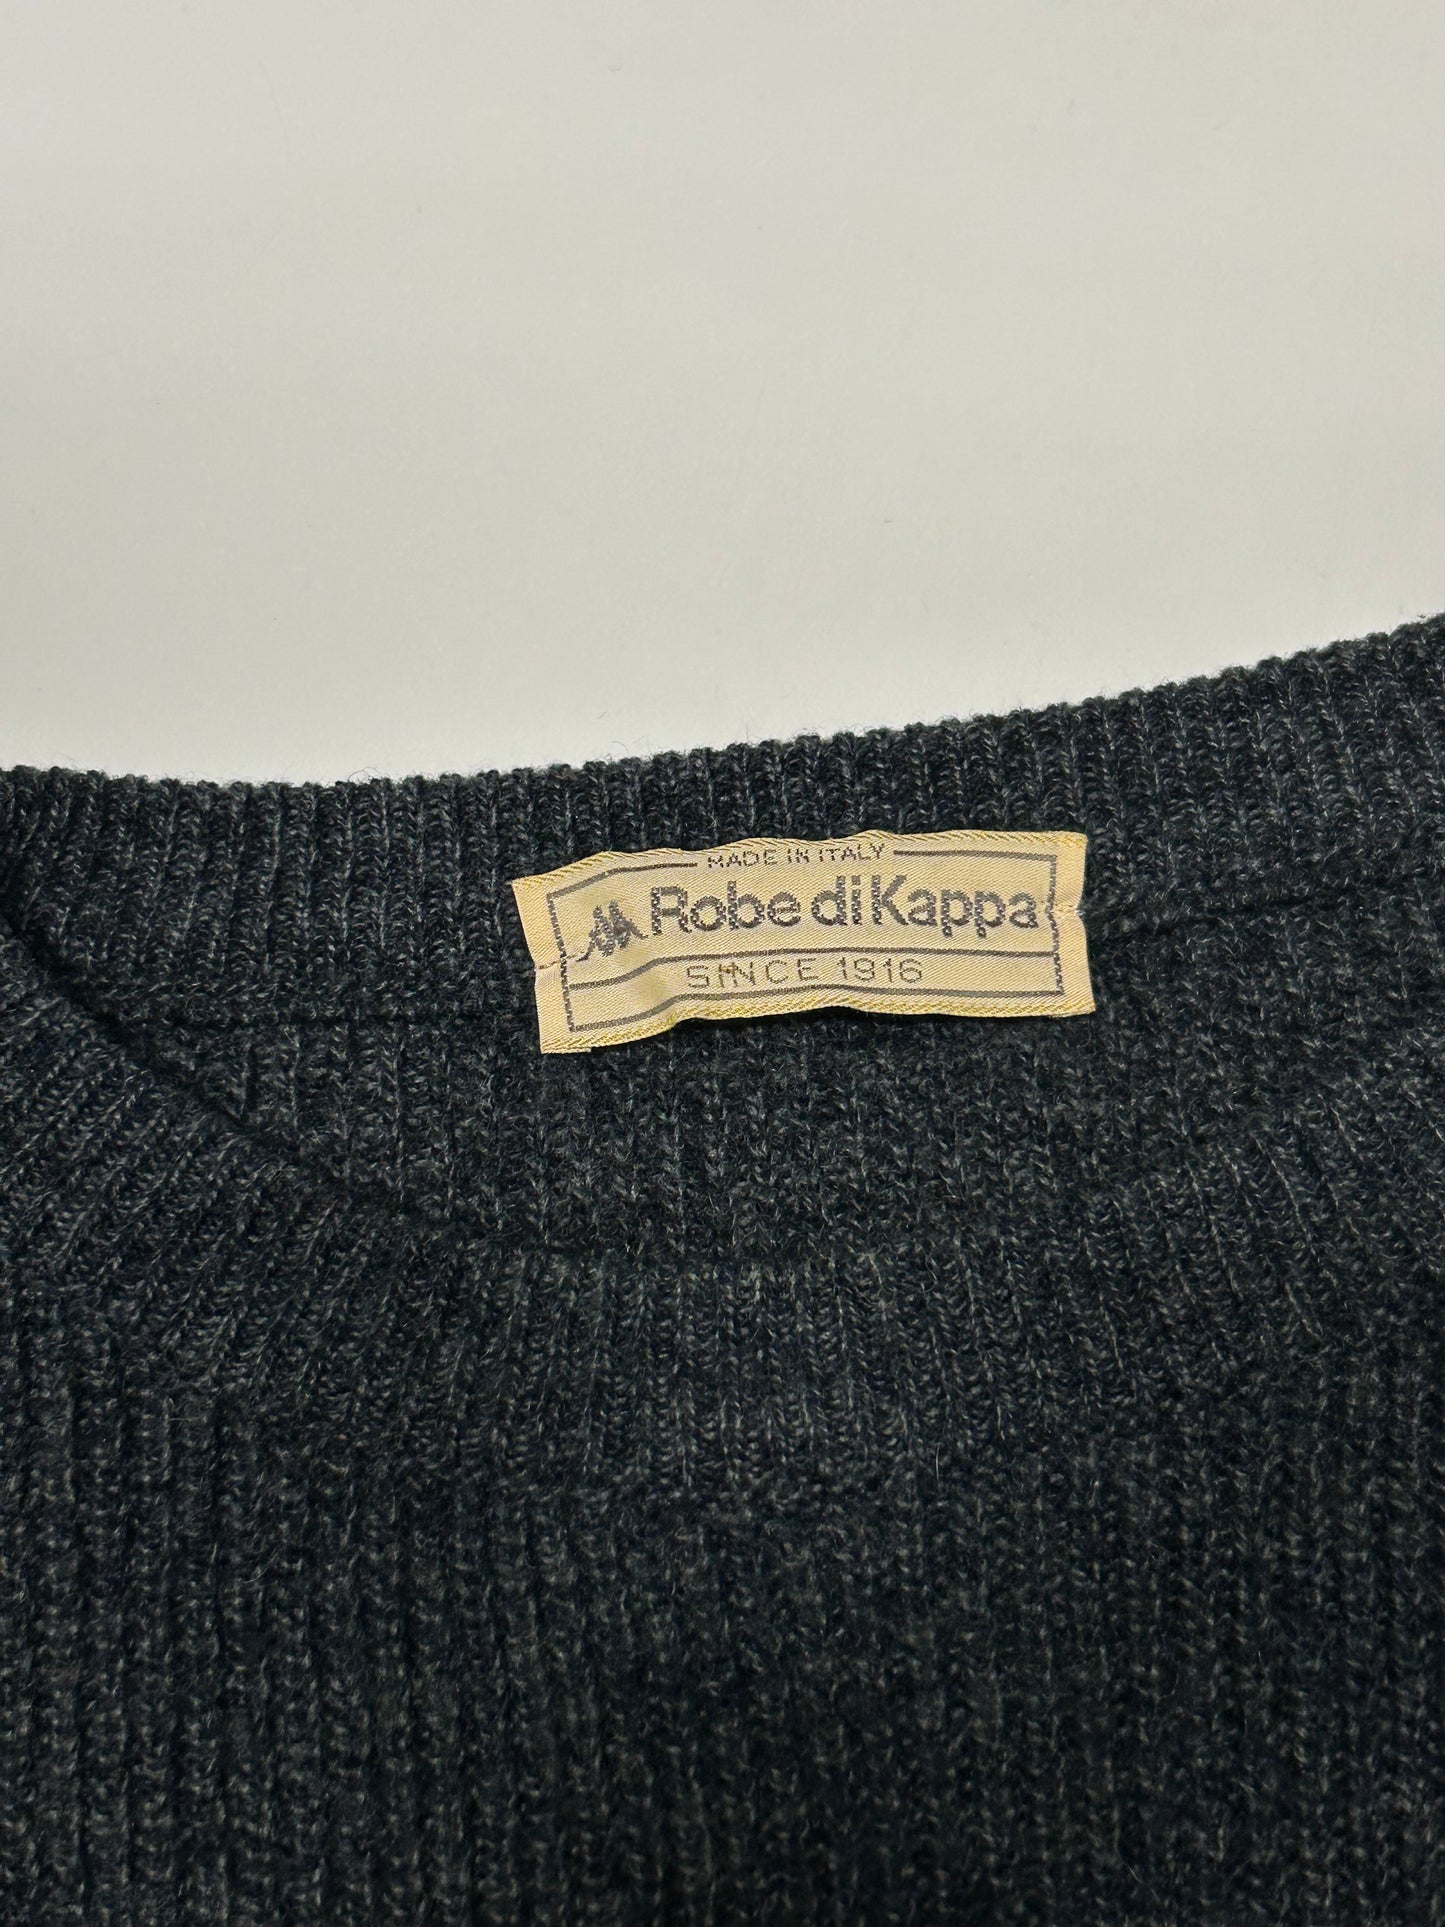 MADE IN ITALY
Robe di Kappa
SINCE 1916